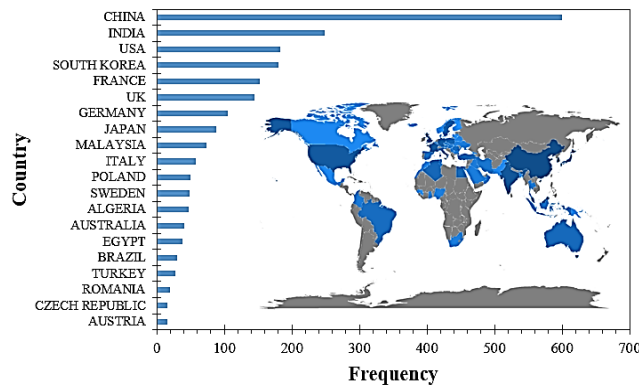 CHINA
INDIA
USA
SOUTH KOREA
FRANCE
UK
GERMANY
JAPAN
MALAYSIA
ITALY
POLAND
SWEDEN
ALGERIA
AUSTRALIA
EGYPT
BRAZIL
TURKEY
ROMANIA
CZECH REPUBLIC
AUSTRIA
Country
0 100 200 300 400 500 600 700
Frequency